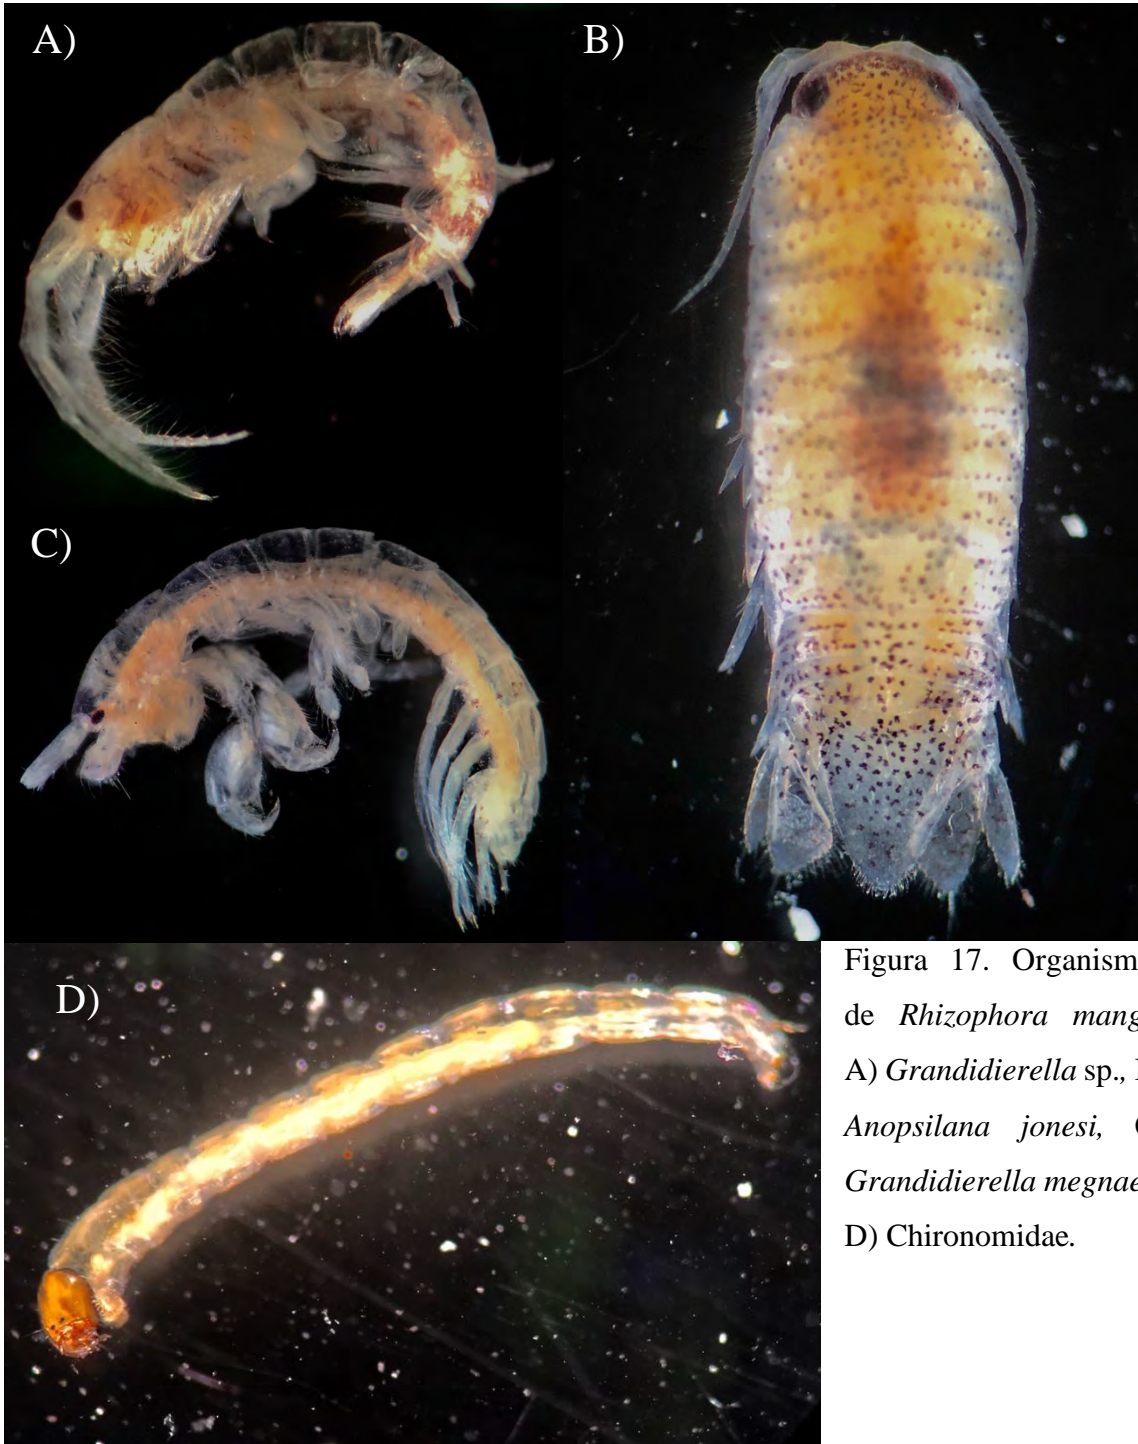 A)
B)
C)
D)
Figura 17. Organism
de Rhizophora mang
A) Grandidierella sp.,
Anopsilana jonesi,
Grandidierella megnae
D) Chironomidae.